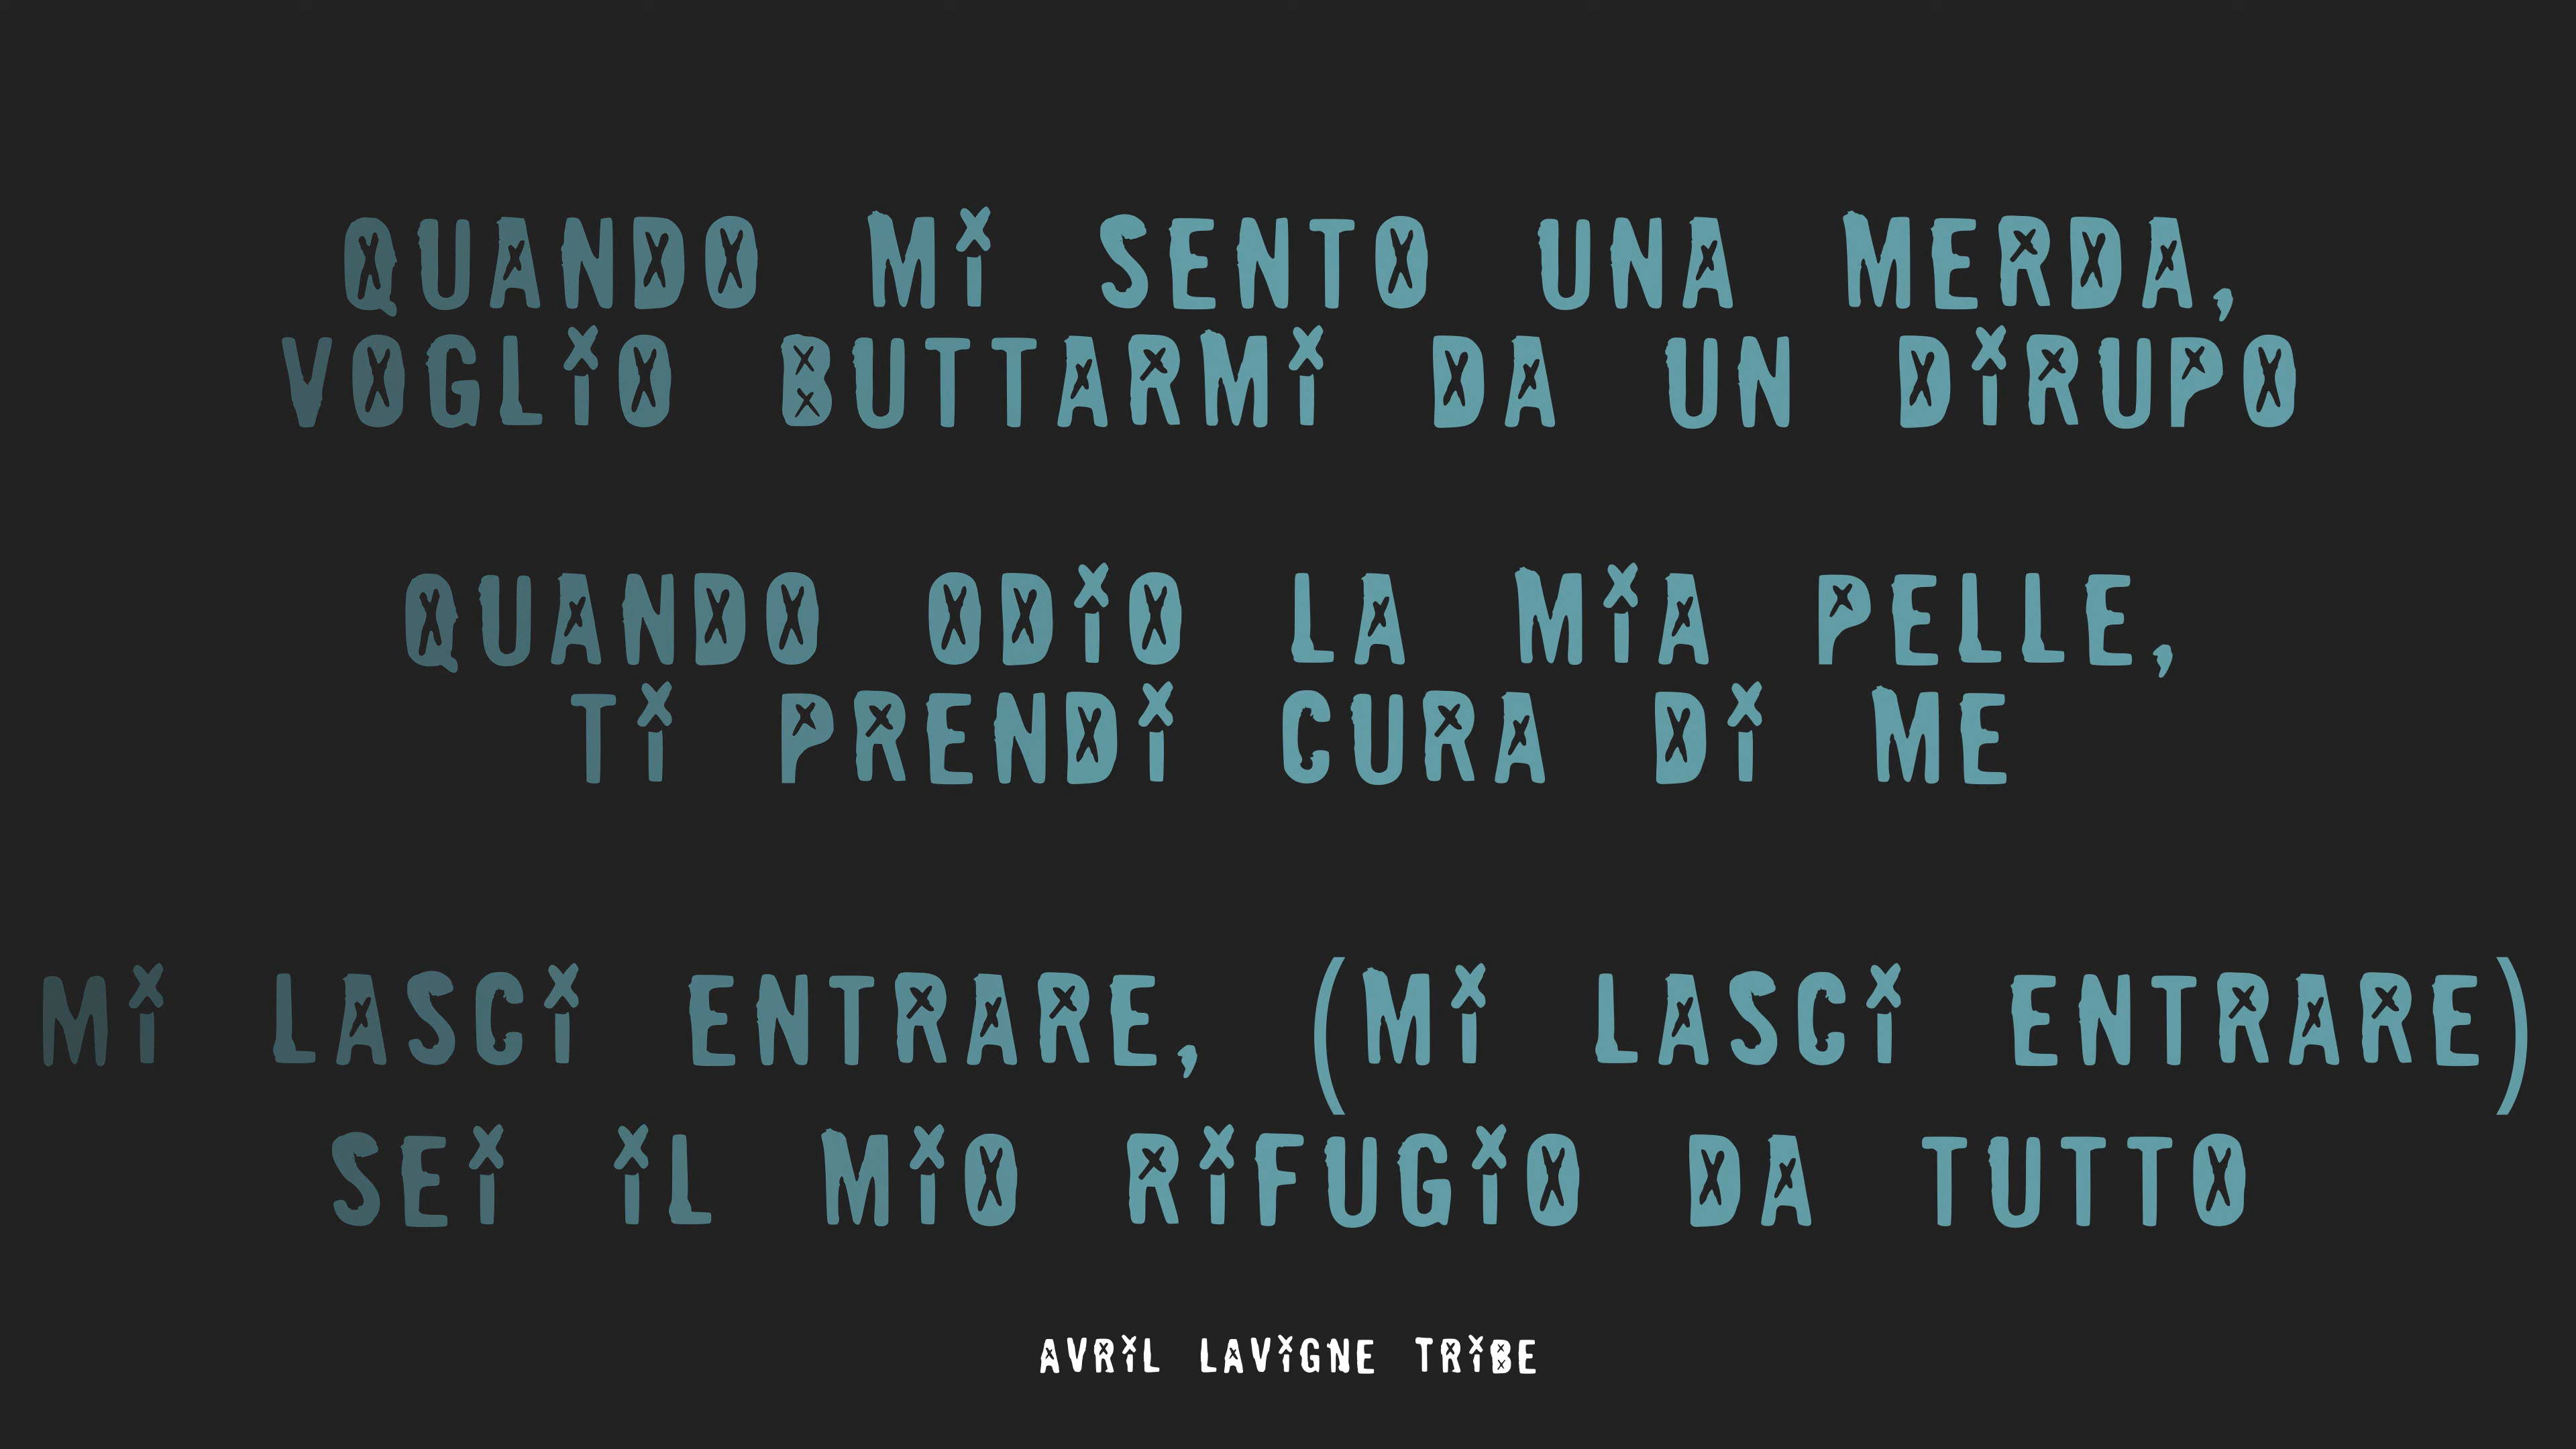 QUANDO Mi SENTO UNA MERDA,
VOGLiO BUTTARMi DA UN DiRUPO
QUANDO ODiO LA MiA PELLE,
Ti PRENDi CURA Di ME
Mi LASCi ENTRARE, (Mi LASCi ENTRARE)
SEi iL MiO RiFUGiO DA TUTTO
AVRiL LAViGNE TRiBE